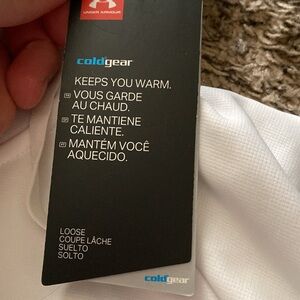 UNDER ARMOUR
coldgear
KEEPS YOU WARM.
FR VOUS GARDE
AU CHAUD.
TE MANTIENE
CALIENTE.
MANTÉM VOCÊ
AQUECIDO.
LOOSE
COUPE LÂCHE
SUELTO
SOLTO
coldgear